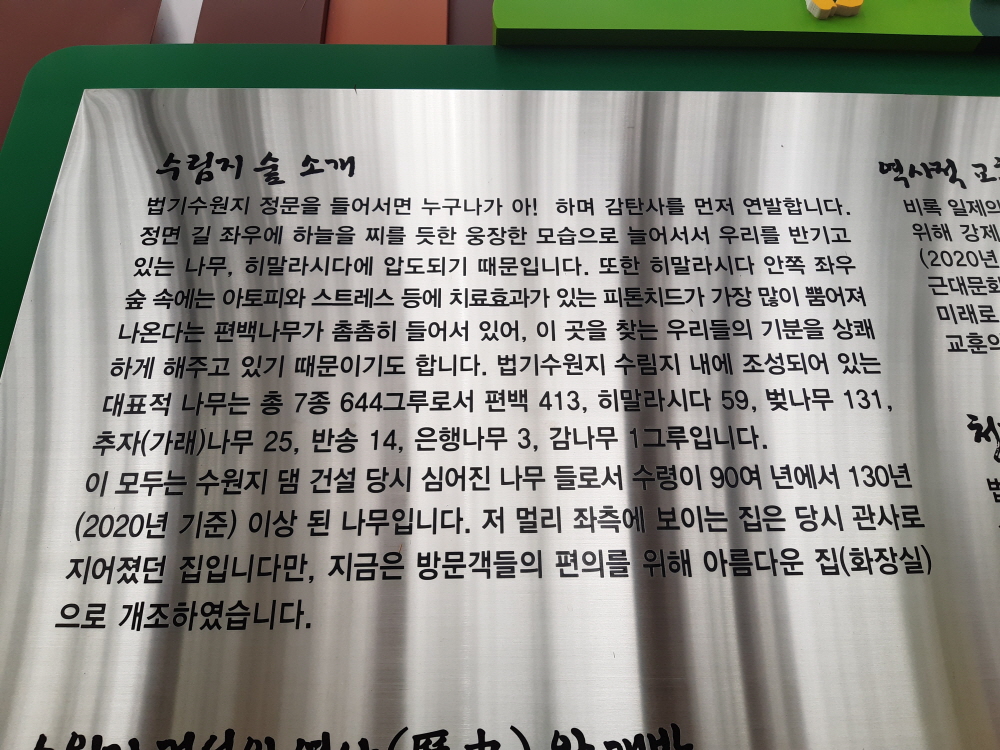 수림지 숲 소개
법기수원지 정문을 들어서면 누구나가 아! 하며 감탄사를 먼저 연발합니다.
정면 길 좌우에 하늘을 찌를 듯한 웅장한 모습으로 늘어서서 우리를 반기고
있는 나무, 히말라시다에 압도되기 때문입니다. 또한 히말라시다 안쪽 좌우
숲 속에는 아토피와 스트레스 등에 치료효과가 있는 피톤치드가 가장 많이 뿜어져
나온다는 편백나무가 촘촘히 들어서 있어, 이 곳을 찾는 우리들의 기분을 상쾌
하게 해주고 있기 때문이기도 합니다. 법기수원지 수림지 내에 조성되어 있는
대표적 나무는 총 7종 644그루로서 편백 413, 히말라시다 59, 벚나무 131,
추자(가래)나무 25, 반송 14, 은행나무 3, 감나무 1그루입니다.
이 모두는 수원지 댐 건설 당시 심어진 나무 들로서 수령이 90여 년에서 130년
(2020년 기준) 이상 된 나무입니다. 저 멀리 좌측에 보이는 집은 당시 관사로
지어졌던 집입니다만, 지금은 방문객들의 편의를 위해 아름다운 집(화장실)
으로 개조하였습니다.
역사적
비록 일제의
위해 강제
(2020년
근대문화
미래로
교훈의